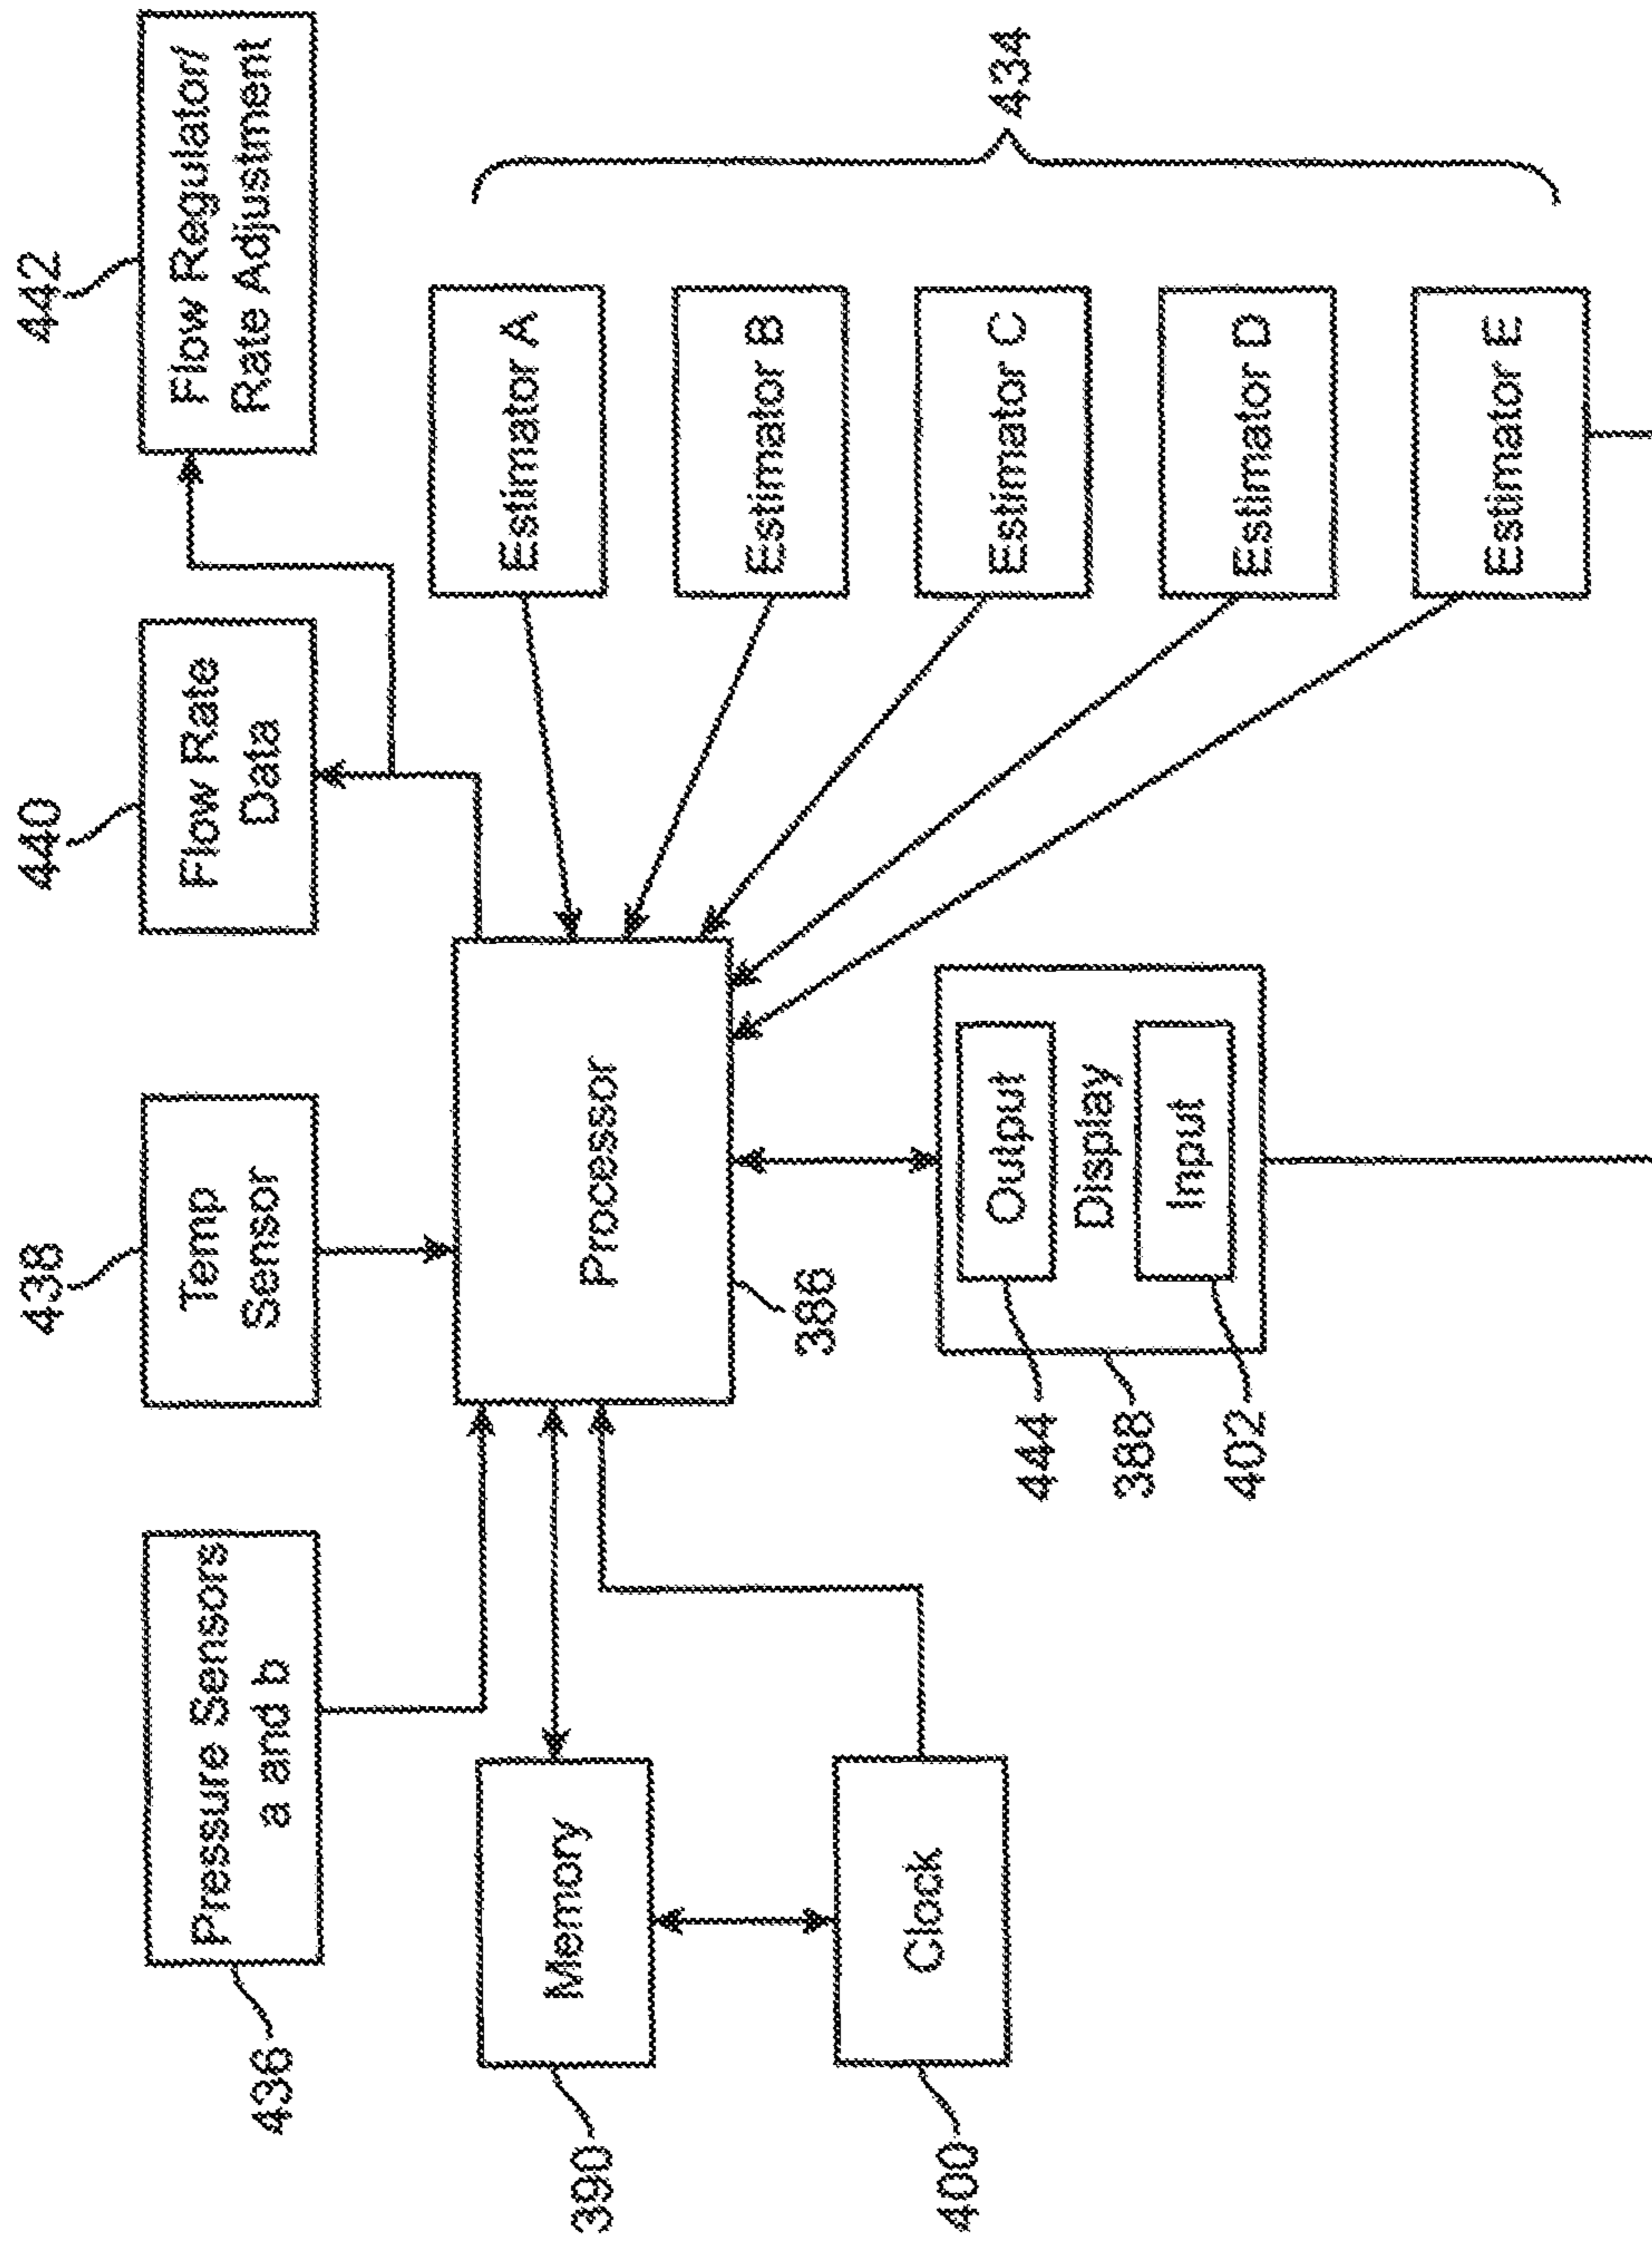 436
Pressure Sensors
a and b
438
Temp
Sensor
440
Flow Rate
Data
442
Flow Regulator/
Rate Adjustment
390
Memory
Processor
386
Estimator A
Estimator B
Estimator C
Estimator D
Estimator E
434
400
Clock
444
Output
388
Display
402
Input